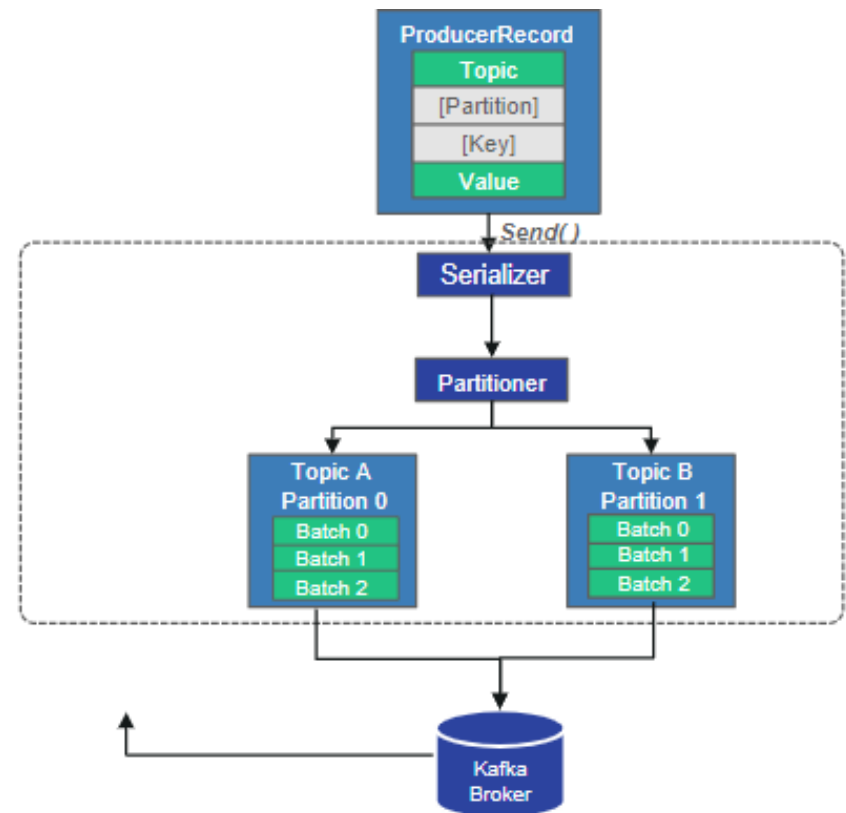 ProducerRecord
Topic
[Partition]
[Key]
Value
Send( )
Serializer
Partitioner
Topic A
Partition 0
Batch 0
Batch 1
Batch 2
Topic B
Partition 1
Batch 0
Batch 1
Batch 2
Kafka
Broker